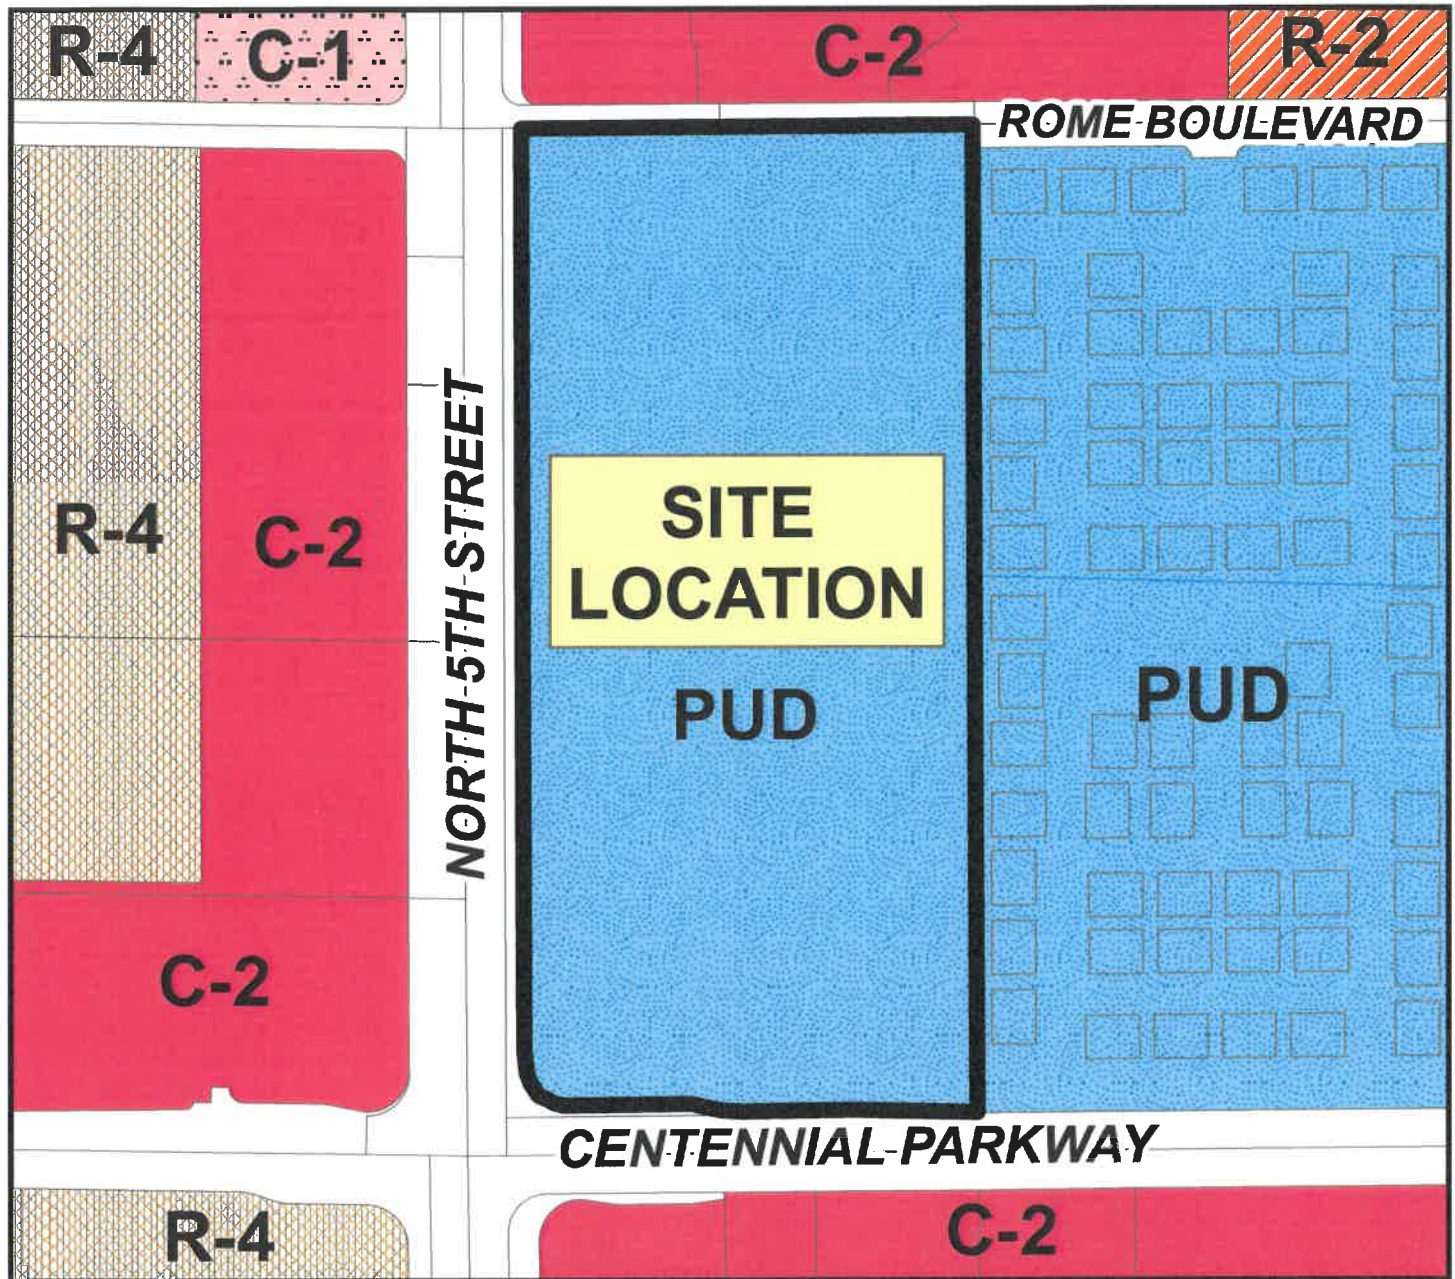 R-4
C-1
C-2
R-2
ROME BOULEVARD
NORTH 5TH STREET
R-4
C-2
SITE
LOCATION
PUD
PUD
C-2
CENTENNIAL PARKWAY
R-4
C-2